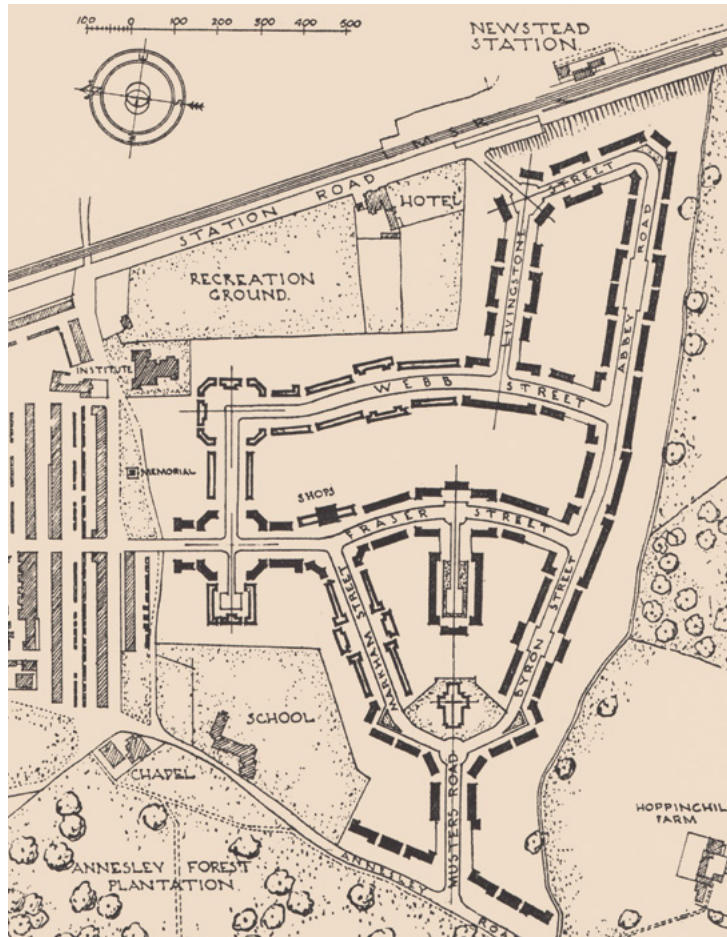 100 0 100 200 300 400 500
NEWSTEAD
STATION.
L M S R
STATION ROAD
HOTEL
STREET
RECREATION
GROUND.
LIVINGSTONE
ABBEY ROAD
INSTITUTE
WEBB STREET
MEMORIAL
SHOPS
FRASER STREET
MARKHAM STREET
BYRON STREET
SCHOOL
CHAPEL
HOPPINGHIL
FARM
ANNESLEY FOREST
PLANTATION.
MUSTERS ROAD
ANNESLEY
ROA